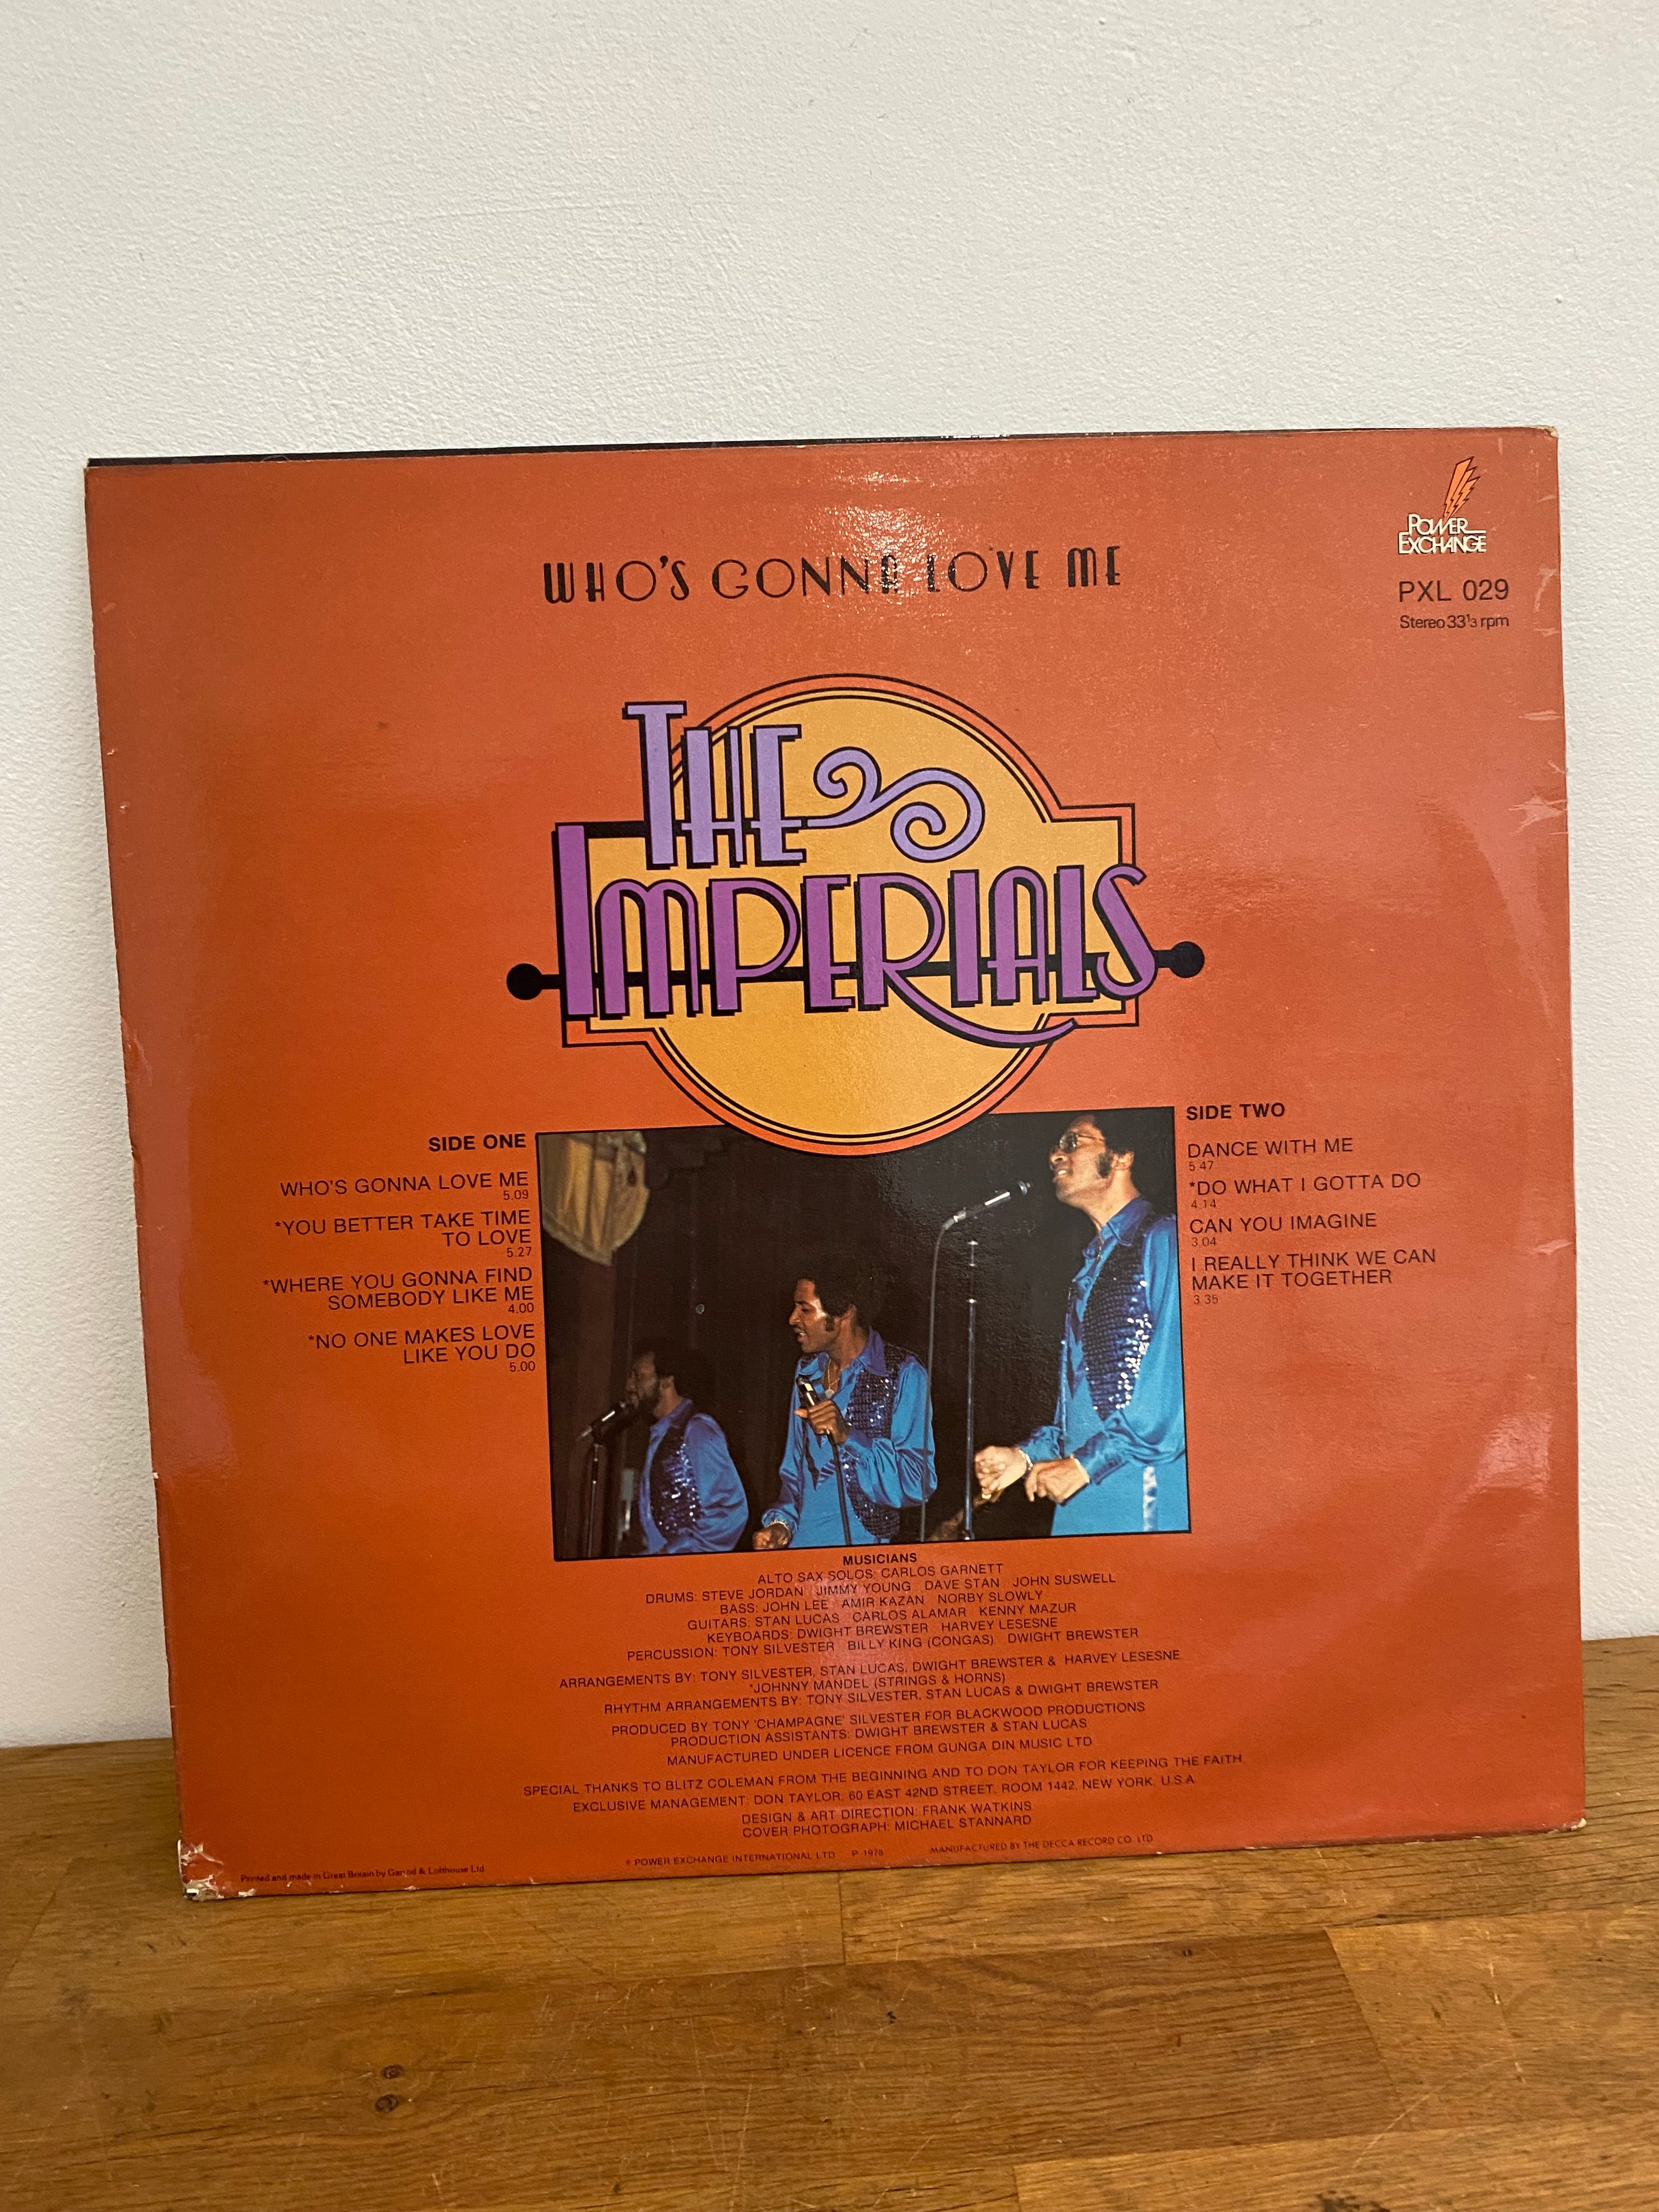 POWER
EXCHANGE
PXL 029
Stereo 33⅓ rpm
WHO'S GONNA LOVE ME
THE
IMPERIALS
SIDE ONE
WHO'S GONNA LOVE ME
5.09
*YOU BETTER TAKE TIME
TO LOVE
5.27
*WHERE YOU GONNA FIND
SOMEBODY LIKE ME
4.00
*NO ONE MAKES LOVE
LIKE YOU DO
5.00
SIDE TWO
DANCE WITH ME
5.47
*DO WHAT I GOTTA DO
4.14
CAN YOU IMAGINE
3.04
I REALLY THINK WE CAN
MAKE IT TOGETHER
3.35
MUSICIANS
ALTO SAX SOLOS: CARLOS GARNETT
DRUMS: STEVE JORDAN JIMMY YOUNG DAVE STAN JOHN SUSWELL
BASS: JOHN LEE AMIR KAZAN NORBY SLOWLY
GUITARS: STAN LUCAS CARLOS ALAMAR KENNY MAZUR
KEYBOARDS: DWIGHT BREWSTER HARVEY LESESNE
PERCUSSION: TONY SILVESTER BILLY KING (CONGAS) DWIGHT BREWSTER
ARRANGEMENTS BY: TONY SILVESTER, STAN LUCAS, DWIGHT BREWSTER & HARVEY LESESNE
*JOHNNY MANDEL (STRINGS & HORNS)
RHYTHM ARRANGEMENTS BY: TONY SILVESTER, STAN LUCAS & DWIGHT BREWSTER
PRODUCED BY TONY 'CHAMPAGNE' SILVESTER FOR BLACKWOOD PRODUCTIONS
PRODUCTION ASSISTANTS: DWIGHT BREWSTER & STAN LUCAS
MANUFACTURED UNDER LICENCE FROM GUNGA DIN MUSIC LTD
SPECIAL THANKS TO BLITZ COLEMAN FROM THE BEGINNING AND TO DON TAYLOR FOR KEEPING THE FAITH.
EXCLUSIVE MANAGEMENT: DON TAYLOR, 60 EAST 42ND STREET, ROOM 1442, NEW YORK, U.S.A.
DESIGN & ART DIRECTION: FRANK WATKINS
COVER PHOTOGRAPH: MICHAEL STANNARD
© POWER EXCHANGE INTERNATIONAL LTD P 1978 MANUFACTURED BY THE DECCA RECORD CO. LTD
Printed and made in Great Britain by Garrod & Lofthouse Ltd